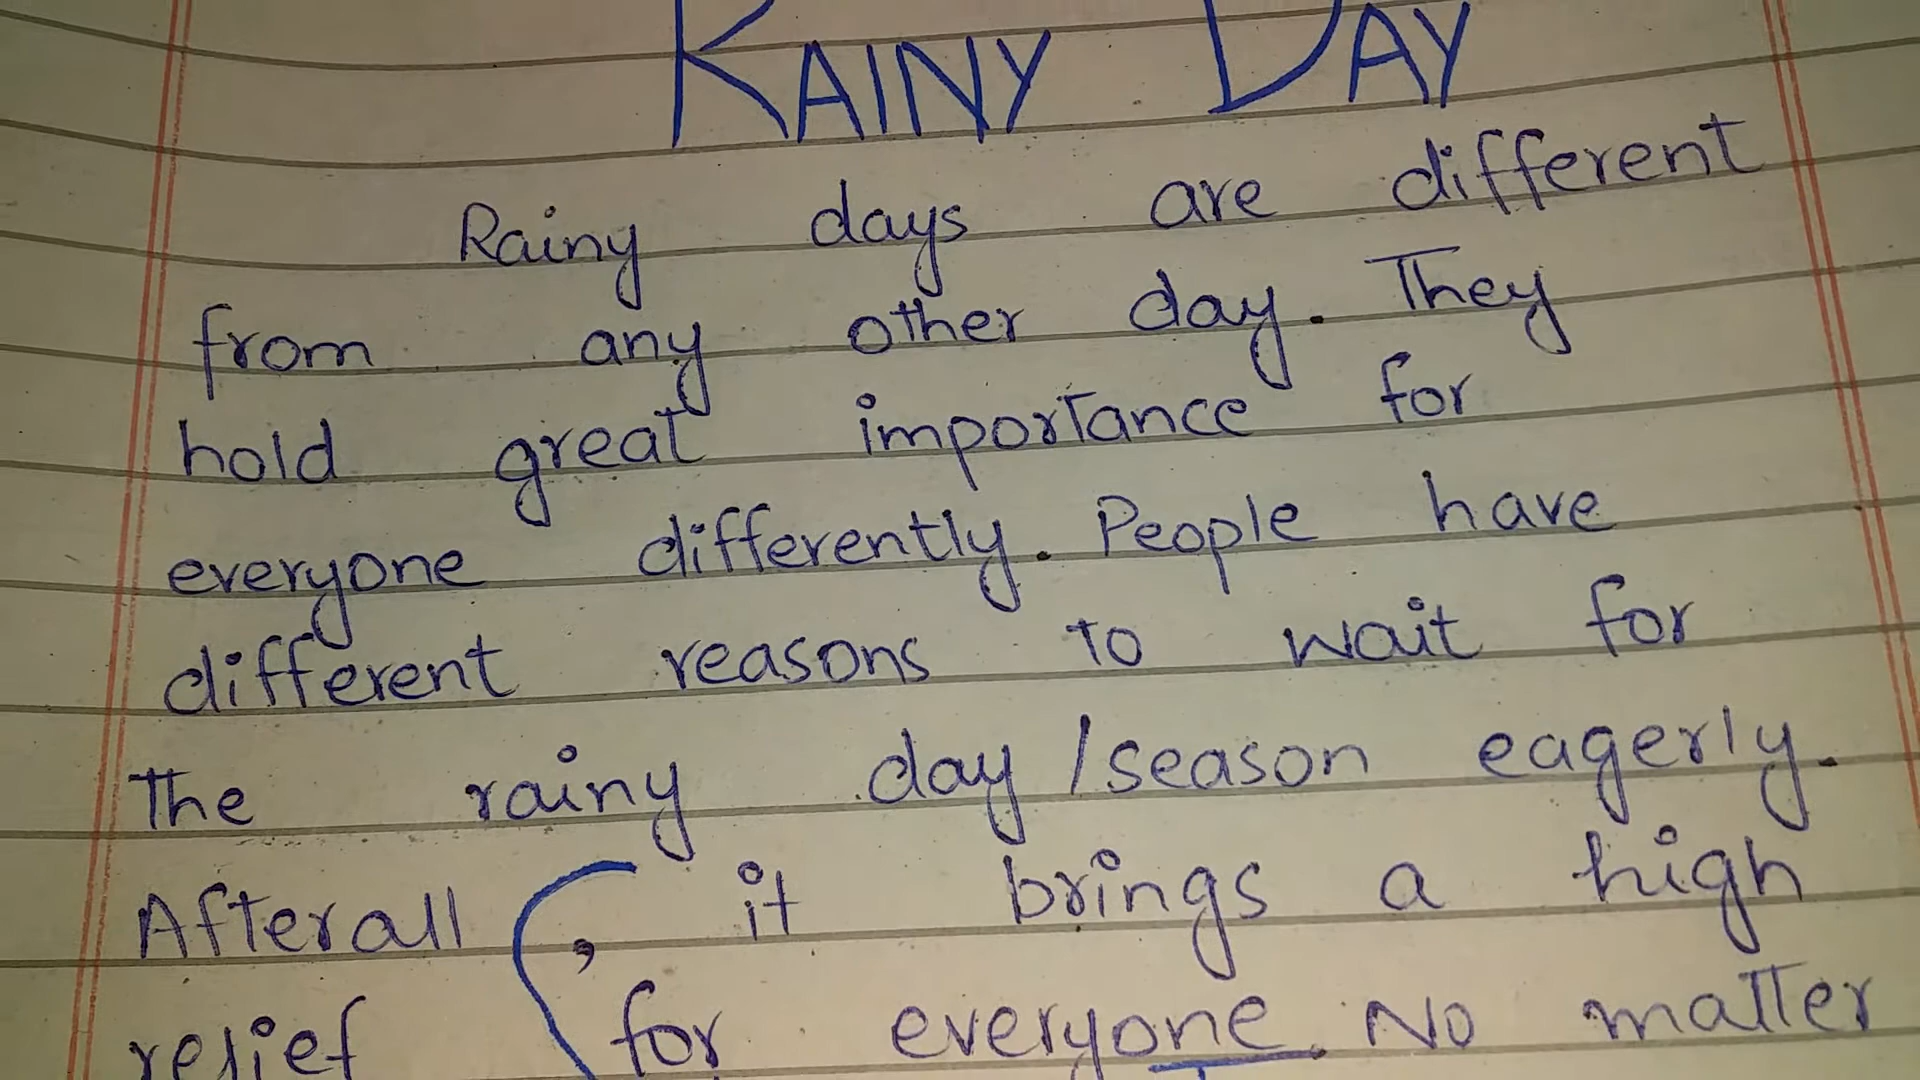 RAINY DAY
Rainy days are different
from any other day. They
hold great importance for
everyone differently. People have
different reasons to wait for
the rainy day/season eagerly.
Afterall, it brings a high
relief for everyone. No matter